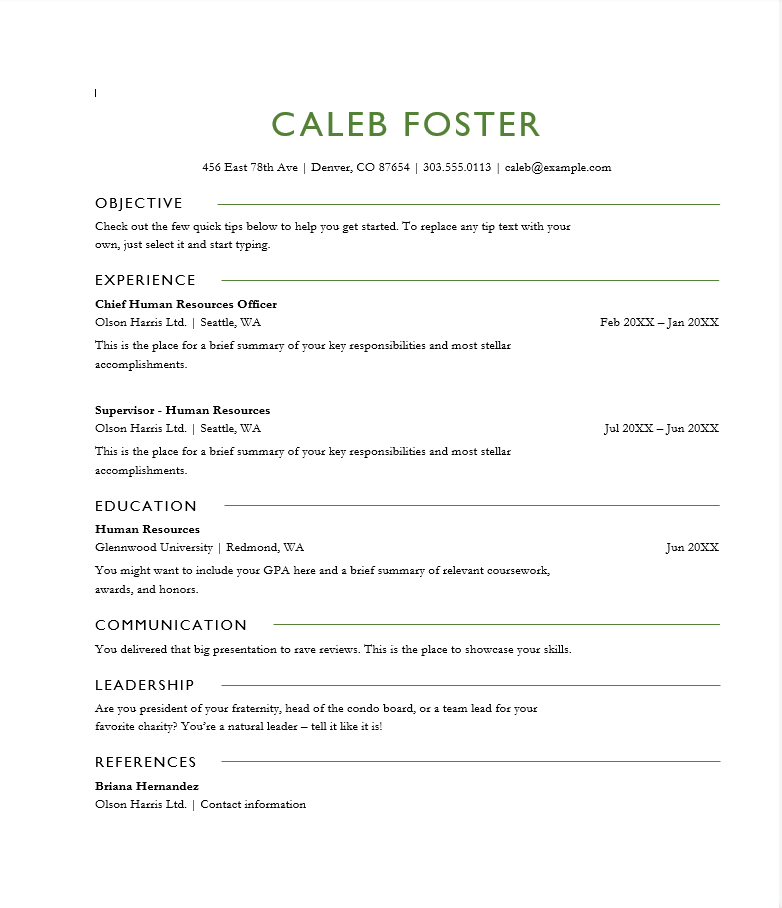 CALEB FOSTER
456 East 78th Ave | Denver, CO 87654 | 303.555.0113 | caleb@example.com
OBJECTIVE
Check out the few quick tips below to help you get started. To replace any tip text with your
own, just select it and start typing.
EXPERIENCE
Chief Human Resources Officer
Olson Harris Ltd. | Seattle, WA Feb 20XX – Jan 20XX
This is the place for a brief summary of your key responsibilities and most stellar
accomplishments.
Supervisor - Human Resources
Olson Harris Ltd. | Seattle, WA Jul 20XX – Jun 20XX
This is the place for a brief summary of your key responsibilities and most stellar
accomplishments.
EDUCATION
Human Resources
Glennwood University | Redmond, WA Jun 20XX
You might want to include your GPA here and a brief summary of relevant coursework,
awards, and honors.
COMMUNICATION
You delivered that big presentation to rave reviews. This is the place to showcase your skills.
LEADERSHIP
Are you president of your fraternity, head of the condo board, or a team lead for your
favorite charity? You’re a natural leader – tell it like it is!
REFERENCES
Briana Hernandez
Olson Harris Ltd. | Contact information